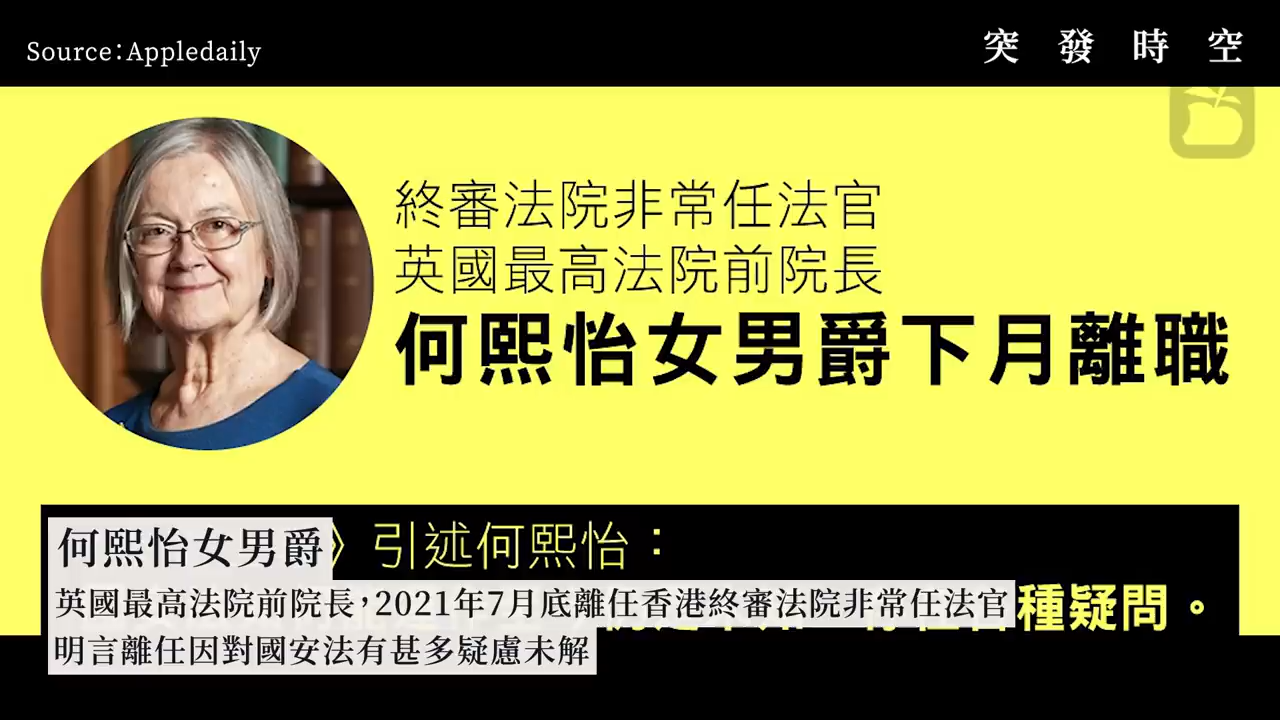 Source:Appledaily
突發時空
終審法院非常任法官
英國最高法院前院長
何熙怡女男爵下月離職
》引述何熙怡：
種疑問。
何熙怡女男爵
英國最高法院前院長，2021年7月底離任香港終審法院非常任法官
明言離任因對國安法有甚多疑慮未解